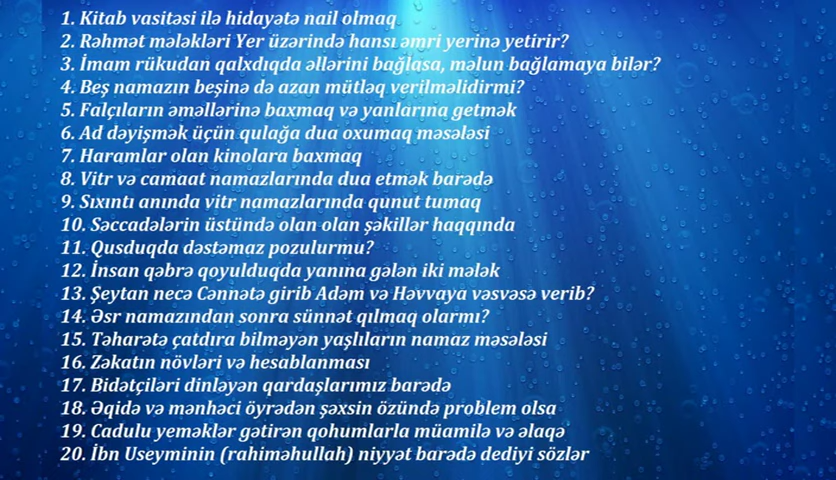 1. Kitab vasitəsi ilə hidayətə nail olmaq
2. Rəhmət mələkləri Yer üzərində hansı əmri yerinə yetirir?
3. İmam rükudan qalxdıqda əllərini bağlasa, məlun bağlamaya bilər?
4. Beş namazın beşinə də azan mütləq verilməlidirmi?
5. Falçıların əməllərinə baxmaq və yanlarına getmək
6. Ad dəyişmək üçün qulağa dua oxumaq məsələsi
7. Haramlar olan kinolara baxmaq
8. Vitr və camaat namazlarında dua etmək barədə
9. Sıxıntı anında vitr namazlarında qunut tumaq
10. Səccadələrin üstündə olan olan şəkillər haqqında
11. Qusduqda dəstəmaz pozulurmu?
12. İnsan qəbrə qoyulduqda yanına gələn iki mələk
13. Şeytan necə Cənnətə girib Adəm və Həvvaya vəsvəsə verib?
14. Əsr namazından sonra sünnət qılmaq olarmı?
15. Təharətə çatdıra bilməyən yaşlıların namaz məsələsi
16. Zəkatın növləri və hesablanması
17. Bidətçiləri dinləyən qardaşlarımız barədə
18. Əqidə və mənhəci öyrədən şəxsin özündə problem olsa
19. Cadulu yeməklər gətirən qohumlarla müamilə və əlaqə
20. İbn Useyminin (rahiməhullah) niyyət barədə dediyi sözlər